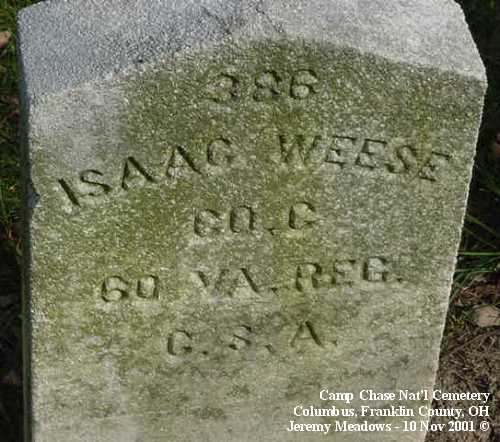 386
ISAAC WEESE
CO. C
60 VA. REG.
C. S. A.
Camp Chase Nat'l Cemetery
Columbus, Franklin County, OH
Jeremy Meadows - 10 Nov 2001 ©